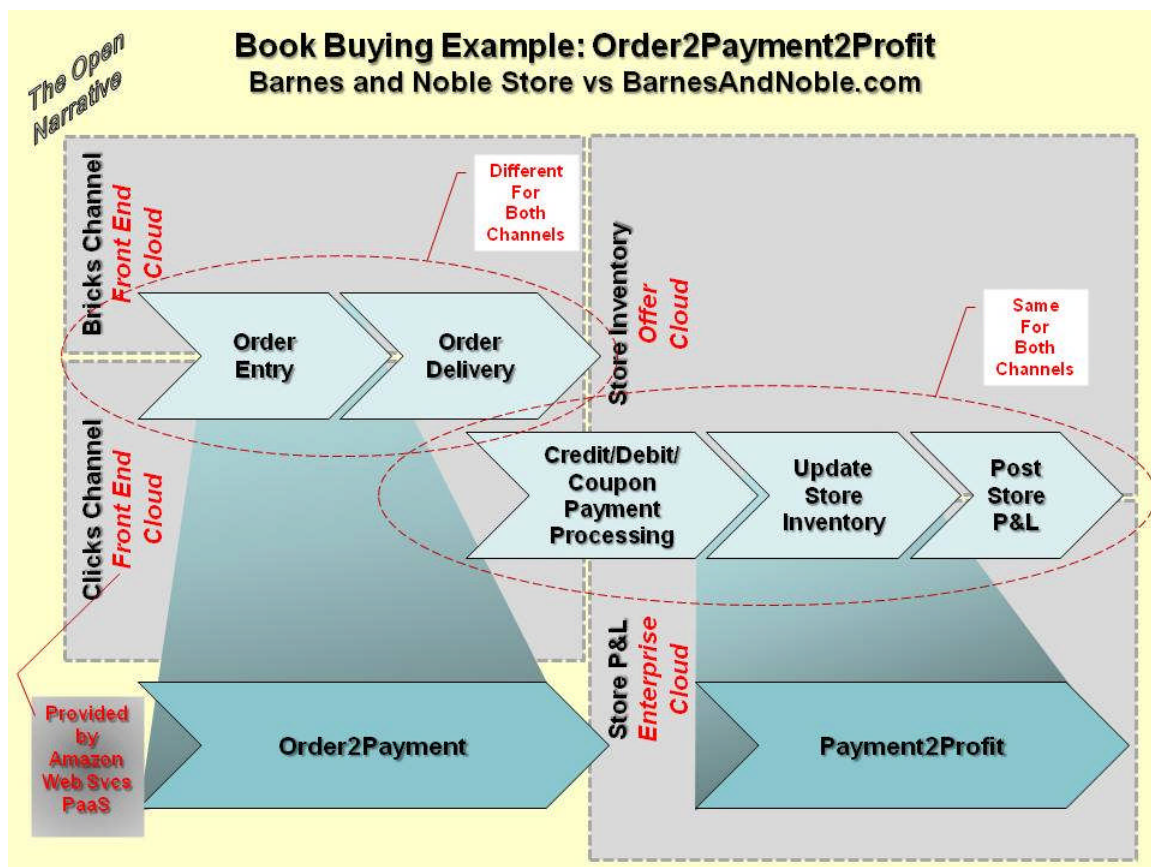 The Open
Narrative
Book Buying Example: Order2Payment2Profit
Barnes and Noble Store vs BarnesAndNoble.com
Bricks Channel
Front End
Cloud
Different
For
Both
Channels
Store Inventory
Offer
Cloud
Same
For
Both
Channels
Order
Entry
Order
Delivery
Clicks Channel
Front End
Cloud
Credit/Debit/
Coupon
Payment
Processing
Update
Store
Inventory
Post
Store
P&L
Store P&L
Enterprise
Cloud
Provided
by
Amazon
Web Svcs
PaaS
Order2Payment
Payment2Profit